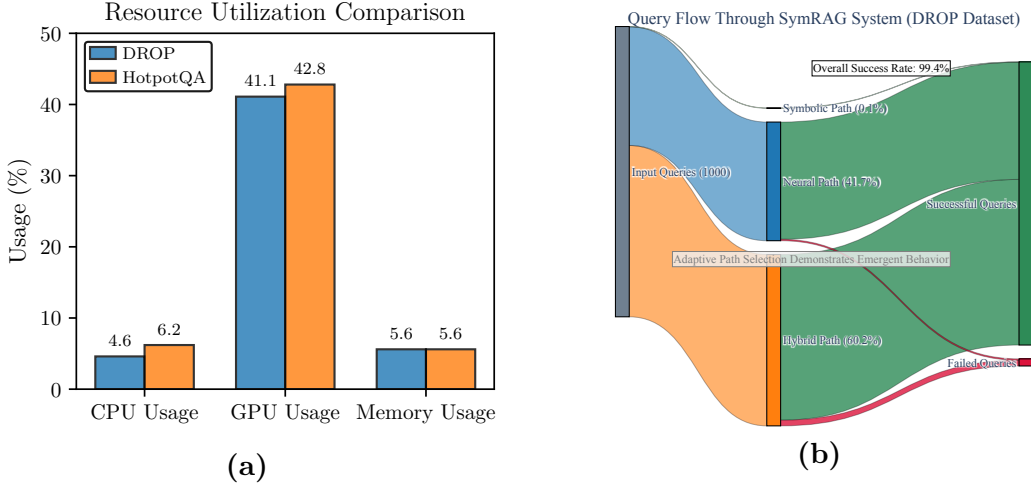 Resource Utilization Comparison
Usage (%)
50
40
30
20
10
0
DROP
HotpotQA
4.6
6.2
41.1
42.8
5.6
5.6
CPU Usage
GPU Usage
Memory Usage
(a)
Query Flow Through SymRAG System (DROP Dataset)
Overall Success Rate: 99.4%
Symbolic Path (0.1%)
Input Queries (1000)
Neural Path (41.7%)
Successful Queries
Adaptive Path Selection Demonstrates Emergent Behavior
Hybrid Path (60.2%)
Failed Queries
(b)